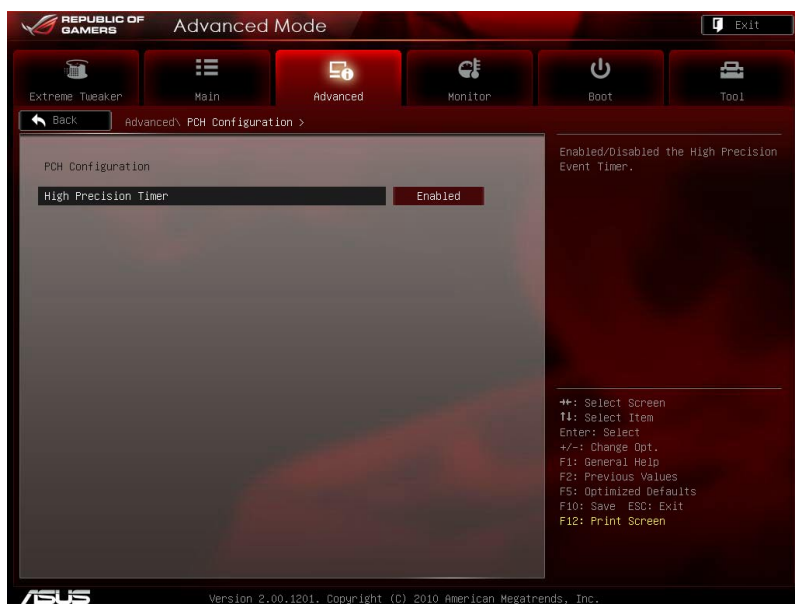 REPUBLIC OF
GAMERS
Advanced Mode
Exit
Extreme Tweaker
Main
Advanced
Monitor
Boot
Tool
Back
Advanced\ PCH Configuration >
PCH Configuration
High Precision Timer
Enabled
Enabled/Disabled the High Precision
Event Timer.
→←: Select Screen
↑↓: Select Item
Enter: Select
+/-: Change Opt.
F1: General Help
F2: Previous Values
F5: Optimized Defaults
F10: Save ESC: Exit
F12: Print Screen
ASUS
Version 2.00.1201. Copyright (C) 2010 American Megatrends, Inc.